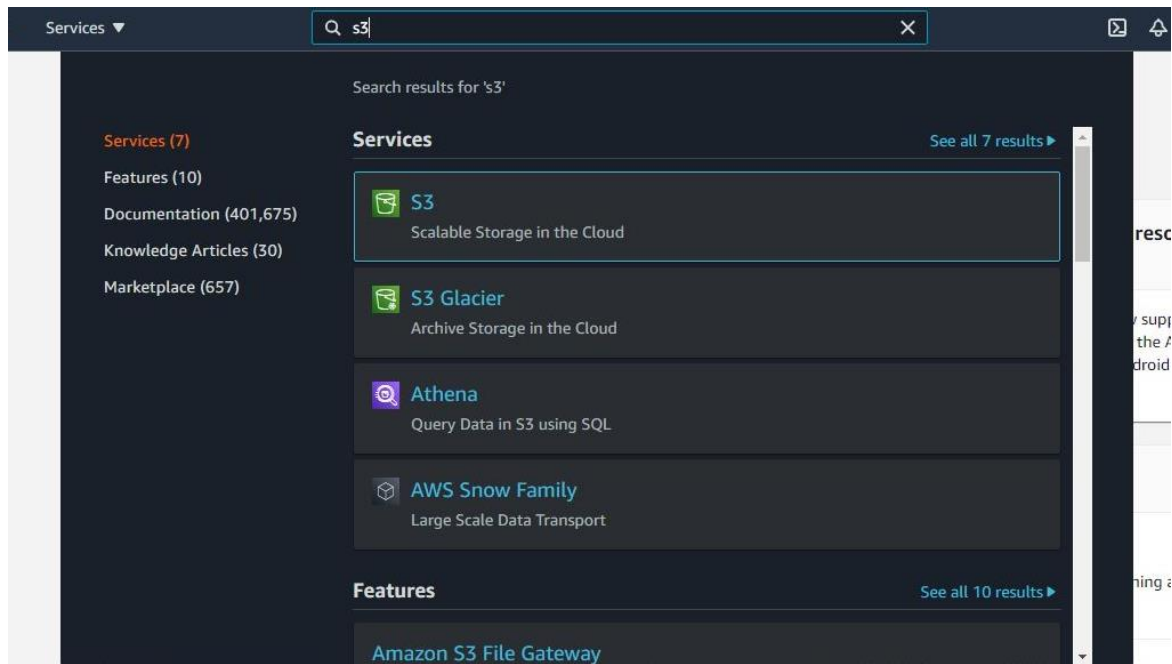 Services
s3
Search results for 's3'
Services (7)
Features (10)
Documentation (401,675)
Knowledge Articles (30)
Marketplace (657)
Services
See all 7 results
S3
Scalable Storage in the Cloud
S3 Glacier
Archive Storage in the Cloud
Athena
Query Data in S3 using SQL
AWS Snow Family
Large Scale Data Transport
Features
See all 10 results
Amazon S3 File Gateway
the